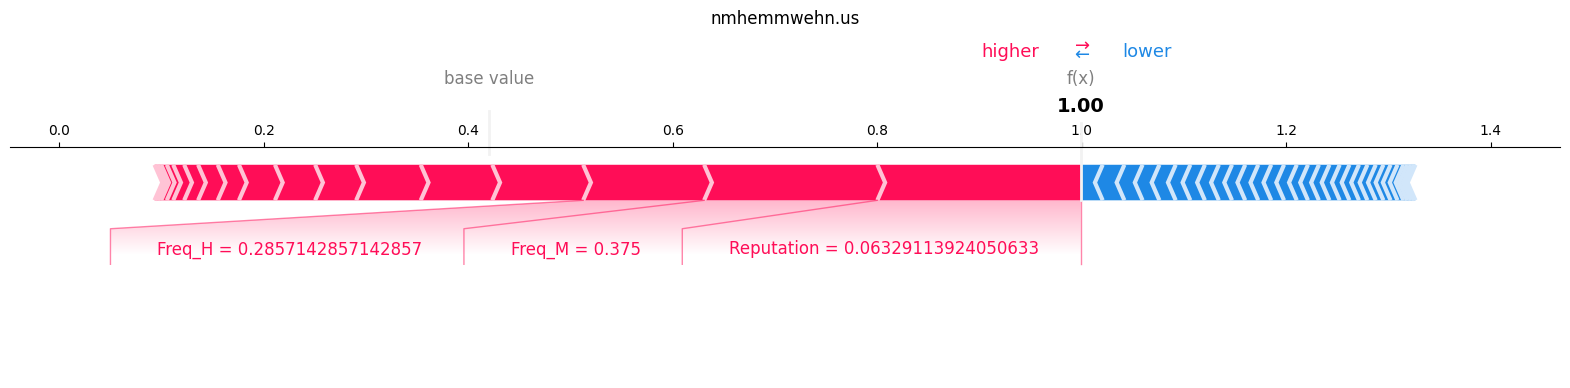 nmhemmwehn.us
higher ⇄ lower
base value f(x)
1.00
0.0 0.2 0.4 0.6 0.8 1.0 1.2 1.4
Freq_H = 0.2857142857142857 Freq_M = 0.375 Reputation = 0.06329113924050633